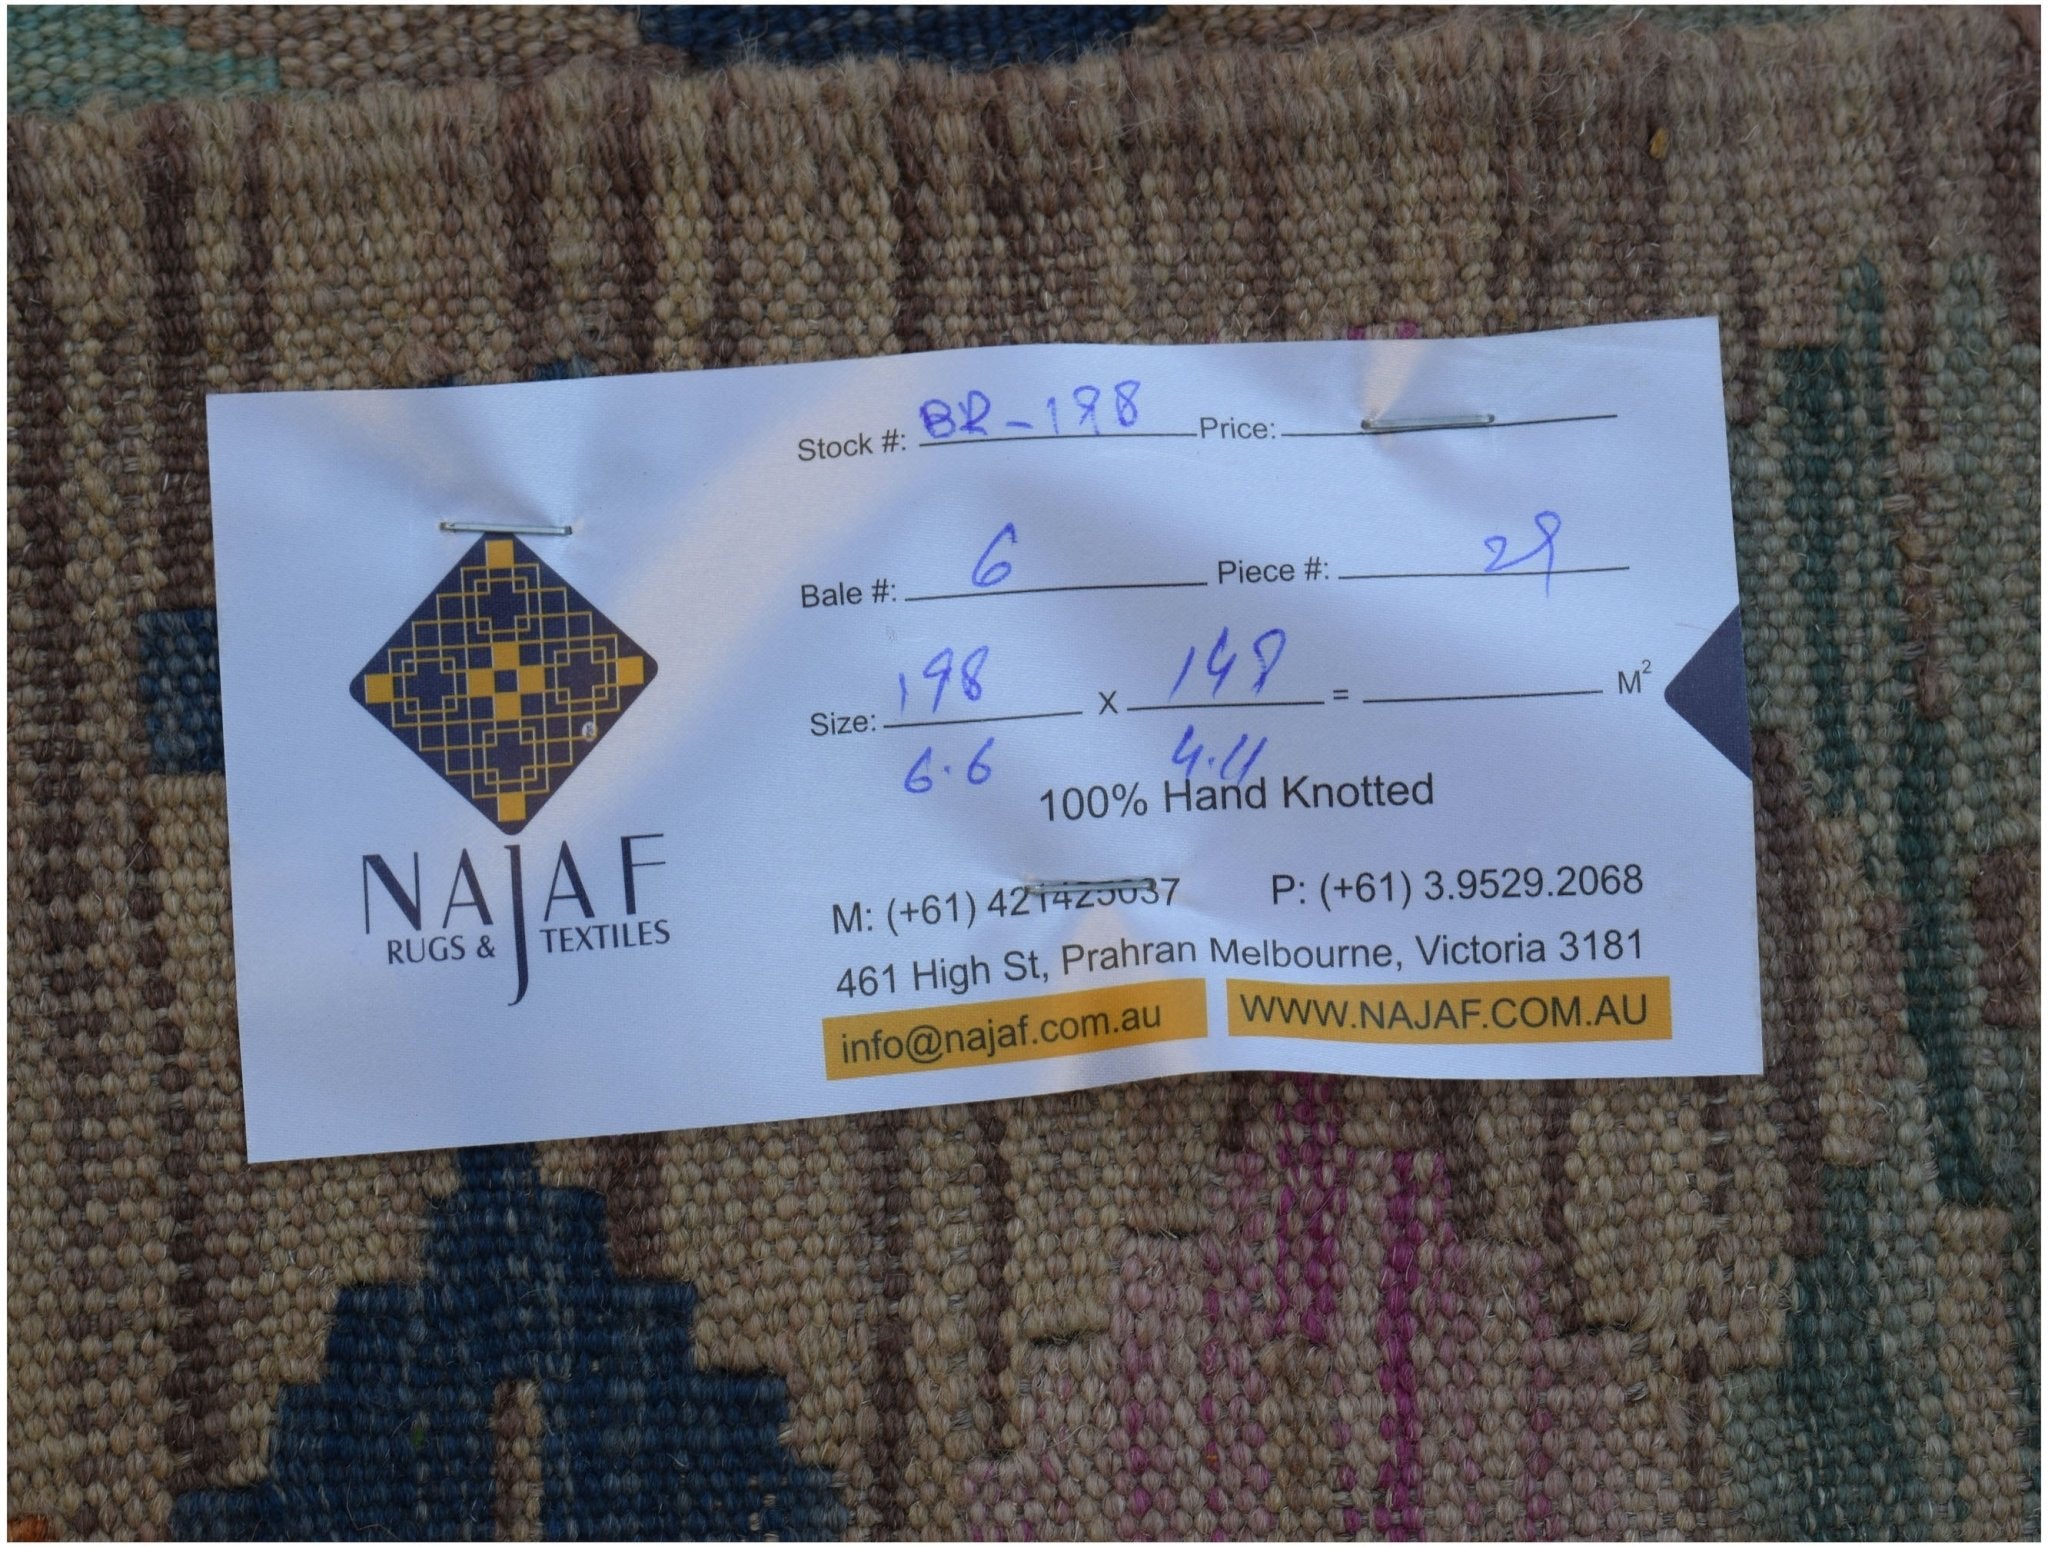 Stock #: BR-198 Price:
Bale #: 6 Piece #: 29
Size: 198 X 148 = M²
6.6 4.11
100% Hand Knotted
NAJAF
RUGS & TEXTILES
M: (+61) 421425037 P: (+61) 3.9529.2068
461 High St, Prahran Melbourne, Victoria 3181
info@najaf.com.au WWW.NAJAF.COM.AU